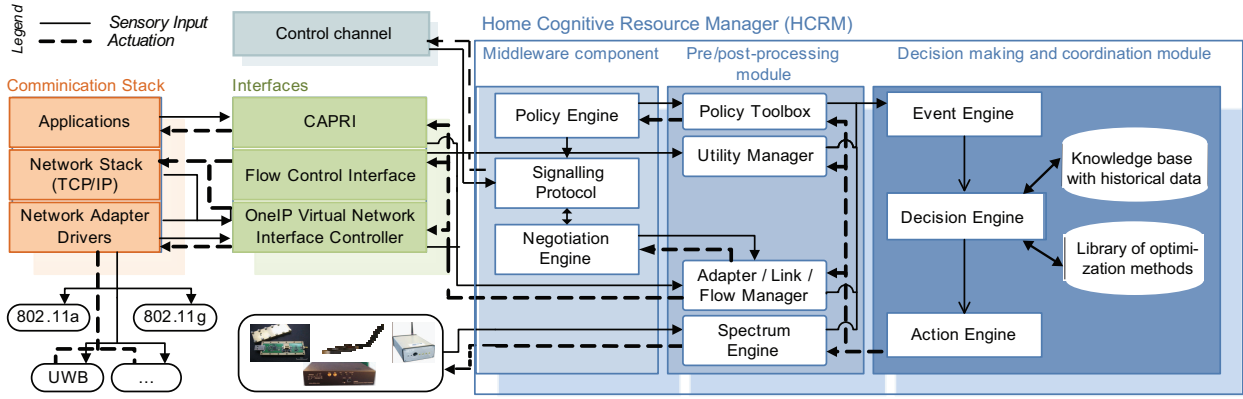 Legend
Sensory Input
Actuation
Control channel
Home Cognitive Resource Manager (HCRM)
Comminication Stack
Interfaces
Middleware component
Pre/post-processing
module
Decision making and coordination module
Applications
Network Stack
(TCP/IP)
Network Adapter
Drivers
CAPRI
Flow Control Interface
OneIP Virtual Network
Interface Controller
Policy Engine
Signalling
Protocol
Negotiation
Engine
Policy Toolbox
Utility Manager
Adapter / Link /
Flow Manager
Spectrum
Engine
Event Engine
Decision Engine
Action Engine
Knowledge base
with historical data
Library of optimi-
zation methods
802.11a
802.11g
UWB
...